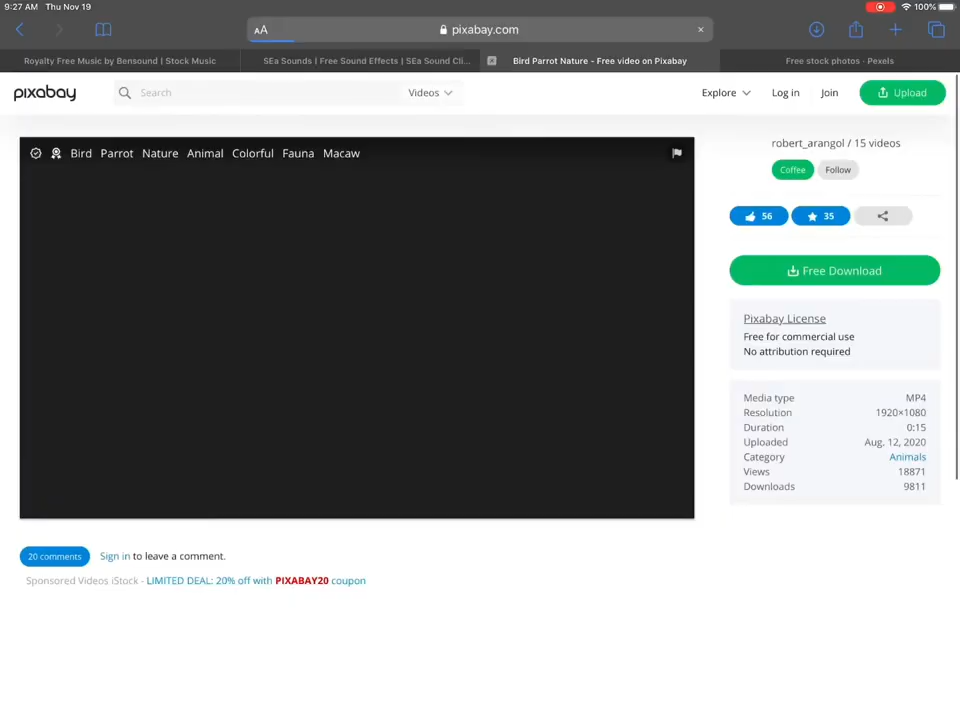 9:27 AM Thu Nov 19
100%
AA
pixabay.com
Royalty Free Music by Bensound | Stock Music
SEa Sounds | Free Sound Effects | SEa Sound Cli...
Bird Parrot Nature - Free video on Pixabay
Free stock photos · Pexels
pixabay
Search
Videos
Explore
Log in
Join
Upload
Bird Parrot Nature Animal Colorful Fauna Macaw
robert_arangol / 15 videos
Coffee
Follow
56
35
Free Download
Pixabay License
Free for commercial use
No attribution required
Media type MP4
Resolution 1920×1080
Duration 0:15
Uploaded Aug. 12, 2020
Category Animals
Views 18871
Downloads 9811
20 comments
Sign in to leave a comment.
Sponsored Videos iStock - LIMITED DEAL: 20% off with PIXABAY20 coupon